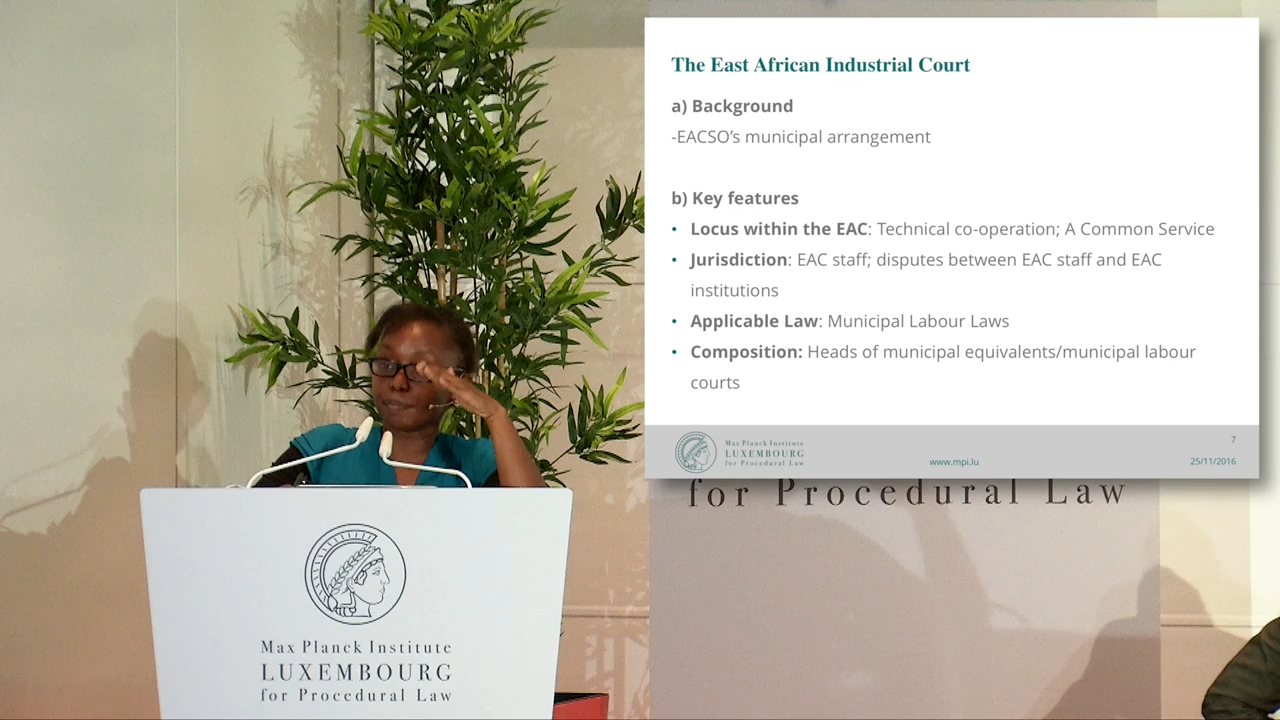 The East African Industrial Court
a) Background
-EACSO's municipal arrangement
b) Key features
• Locus within the EAC: Technical co-operation; A Common Service
• Jurisdiction: EAC staff; disputes between EAC staff and EAC
institutions
• Applicable Law: Municipal Labour Laws
• Composition: Heads of municipal equivalents/municipal labour
courts
Max Planck Institute
LUXEMBOURG
for Procedural Law
www.mpi.lu
7
25/11/2016
for Procedural Law
Max Planck Institute
LUXEMBOURG
for Procedural Law